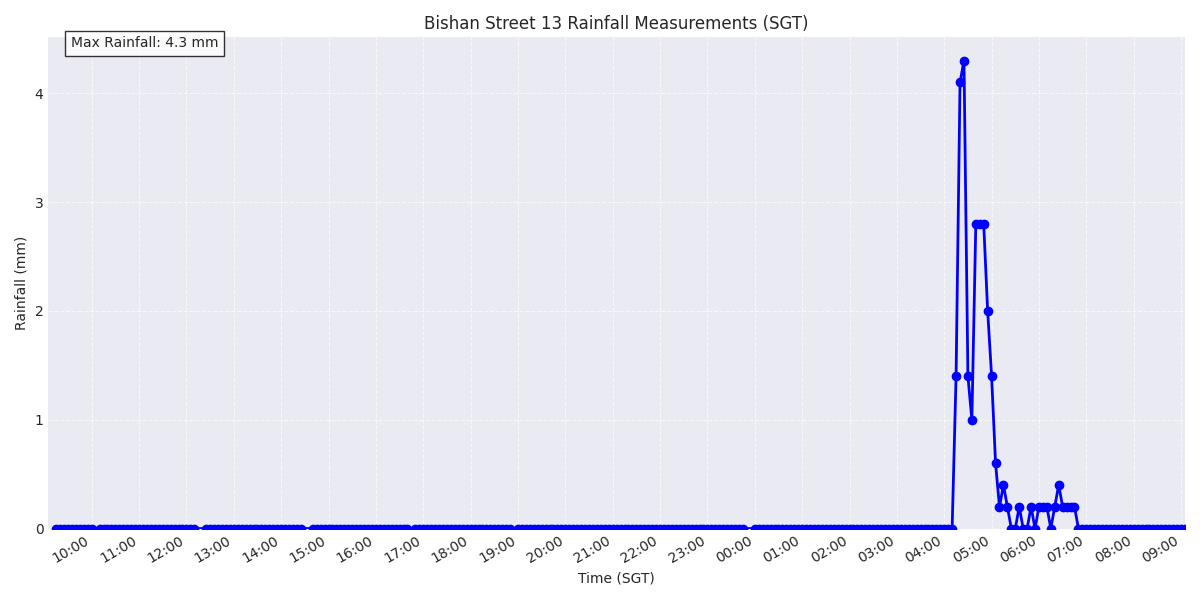 Bishan Street 13 Rainfall Measurements (SGT)
Max Rainfall: 4.3 mm
Rainfall (mm)
4
3
2
1
0
10:00 11:00 12:00 13:00 14:00 15:00 16:00 17:00 18:00 19:00 20:00 21:00 22:00 23:00 00:00 01:00 02:00 03:00 04:00 05:00 06:00 07:00 08:00 09:00
Time (SGT)